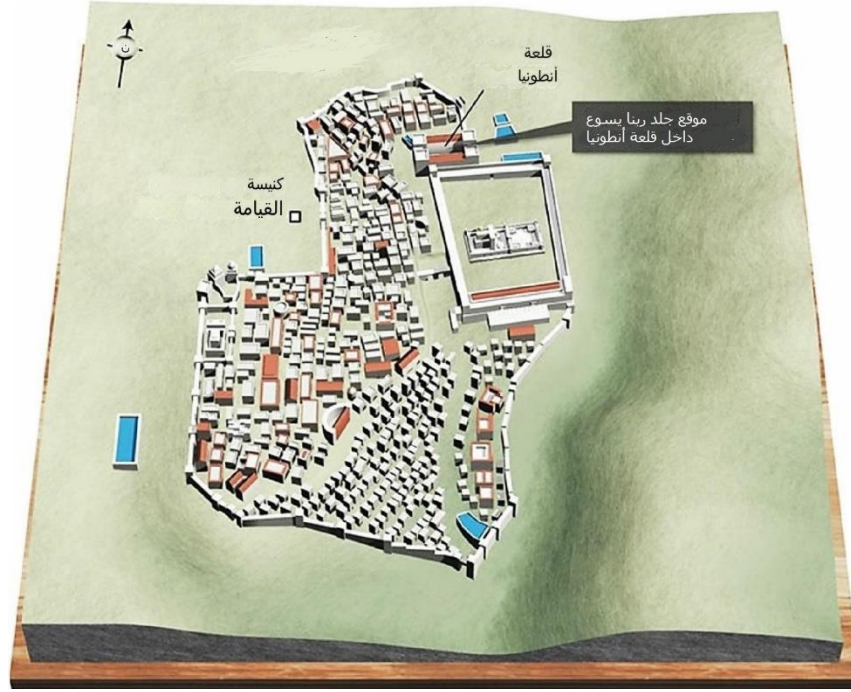 ن
قلعة
أنطونيا
موقع جلد ربنا يسوع
داخل قلعة أنطونيا
كنيسة
القيامة